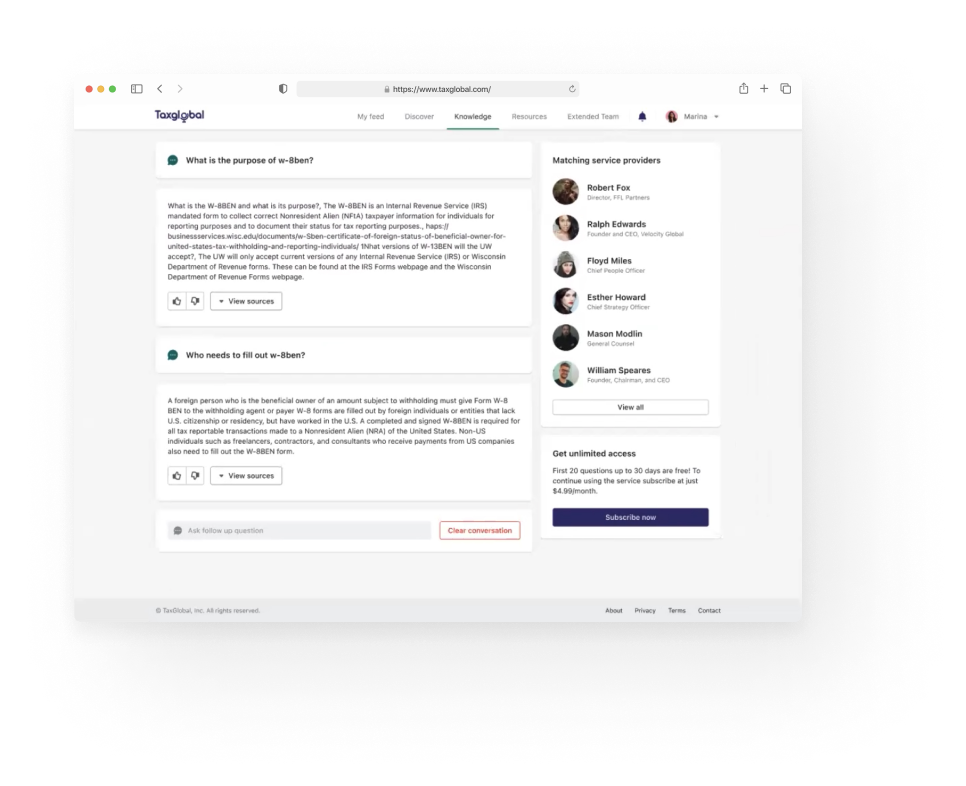 https://www.taxglobal.com/
Taxglobal
My feed
Discover
Knowledge
Resources
Extended Team
Marina
What is the purpose of w-8ben?
What is the W-8BEN and what is its purpose?, The W-8BEN is an Internal Revenue Service (IRS)
mandated form to collect correct Nonresident Alien (NftA) taxpayer information for individuals for
reporting purposes and to document their status for tax reporting purposes., haps://
businessservices.wisc.edu/documents/w-Sben-certificate-of-foreign-status-of-beneficial-owner-for-
united-states-tax-withholding-and-reporting-individuals/ 1Nhat versions of W-13BEN will the UW
accept?, The UW will only accept current versions of any Internal Revenue Service (IRS) or Wisconsin
Department of Revenue forms. These can be found at the IRS Forms webpage and the Wisconsin
Department of Revenue Forms webpage.
View sources
Who needs to fill out w-8ben?
A foreign person who is the beneficial owner of an amount subject to withholding must give Form W-8
BEN to the withholding agent or payer W-8 forms are filled out by foreign individuals or entities that lack
U.S. citizenship or residency, but have worked in the U.S. A completed and signed W-8BEN is required for
all tax reportable transactions made to a Nonresident Alien (NRA) of the United States. Non-US
individuals such as freelancers, contractors, and consultants who receive payments from US companies
also need to fill out the W-8BEN form.
View sources
Ask follow up question
Clear conversation
Matching service providers
Robert Fox
Director, FFL Partners
Ralph Edwards
Founder and CEO, Velocity Global
Floyd Miles
Chief People Officer
Esther Howard
Chief Strategy Officer
Mason Modlin
General Counsel
William Speares
Founder, Chairman, and CEO
View all
Get unlimited access
First 20 questions up to 30 days are free! To
continue using the service subscribe at just
$4.99/month.
Subscribe now
© TaxGlobal, Inc. All rights reserved.
About
Privacy
Terms
Contact